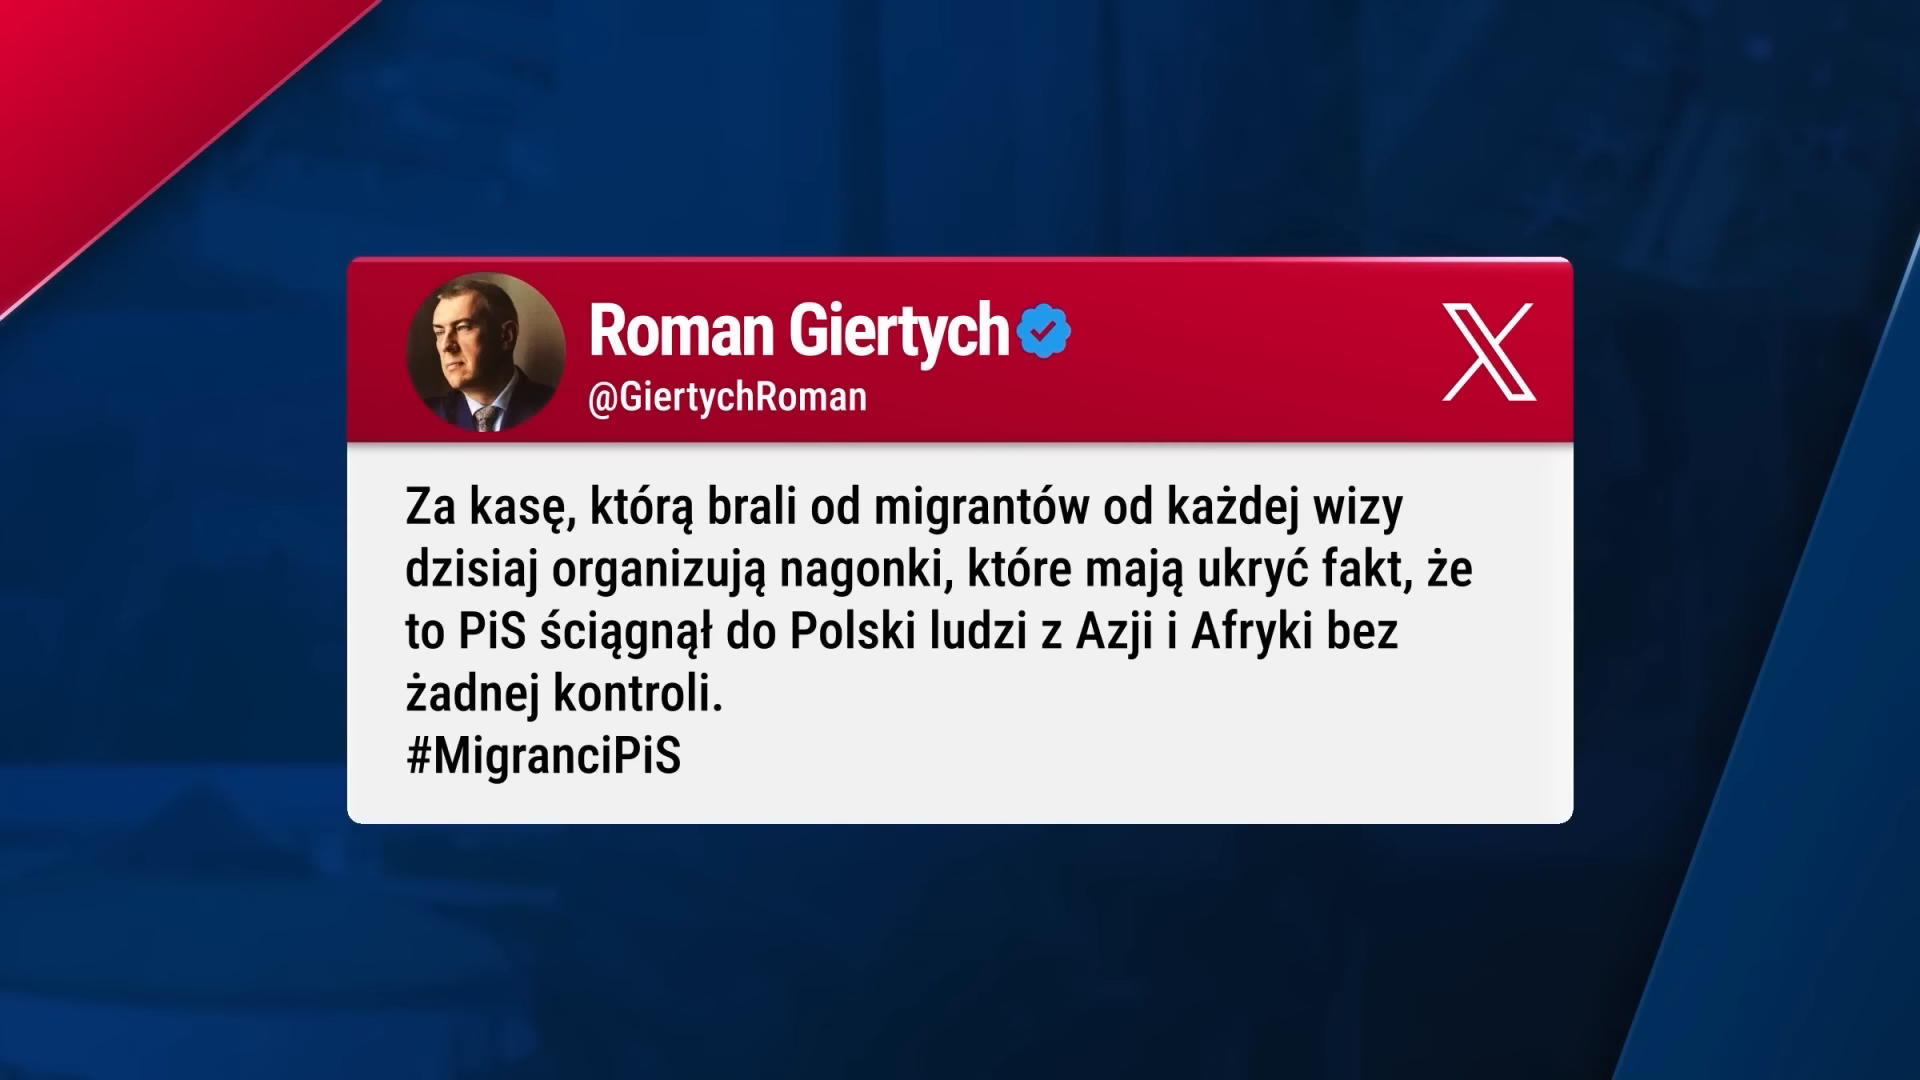 Roman Giertych
@GiertychRoman
Za kasę, którą brali od migrantów od każdej wizy
dzisiaj organizują nagonki, które mają ukryć fakt, że
to PiS ściągnął do Polski ludzi z Azji i Afryki bez
żadnej kontroli.
#MigranciPiS